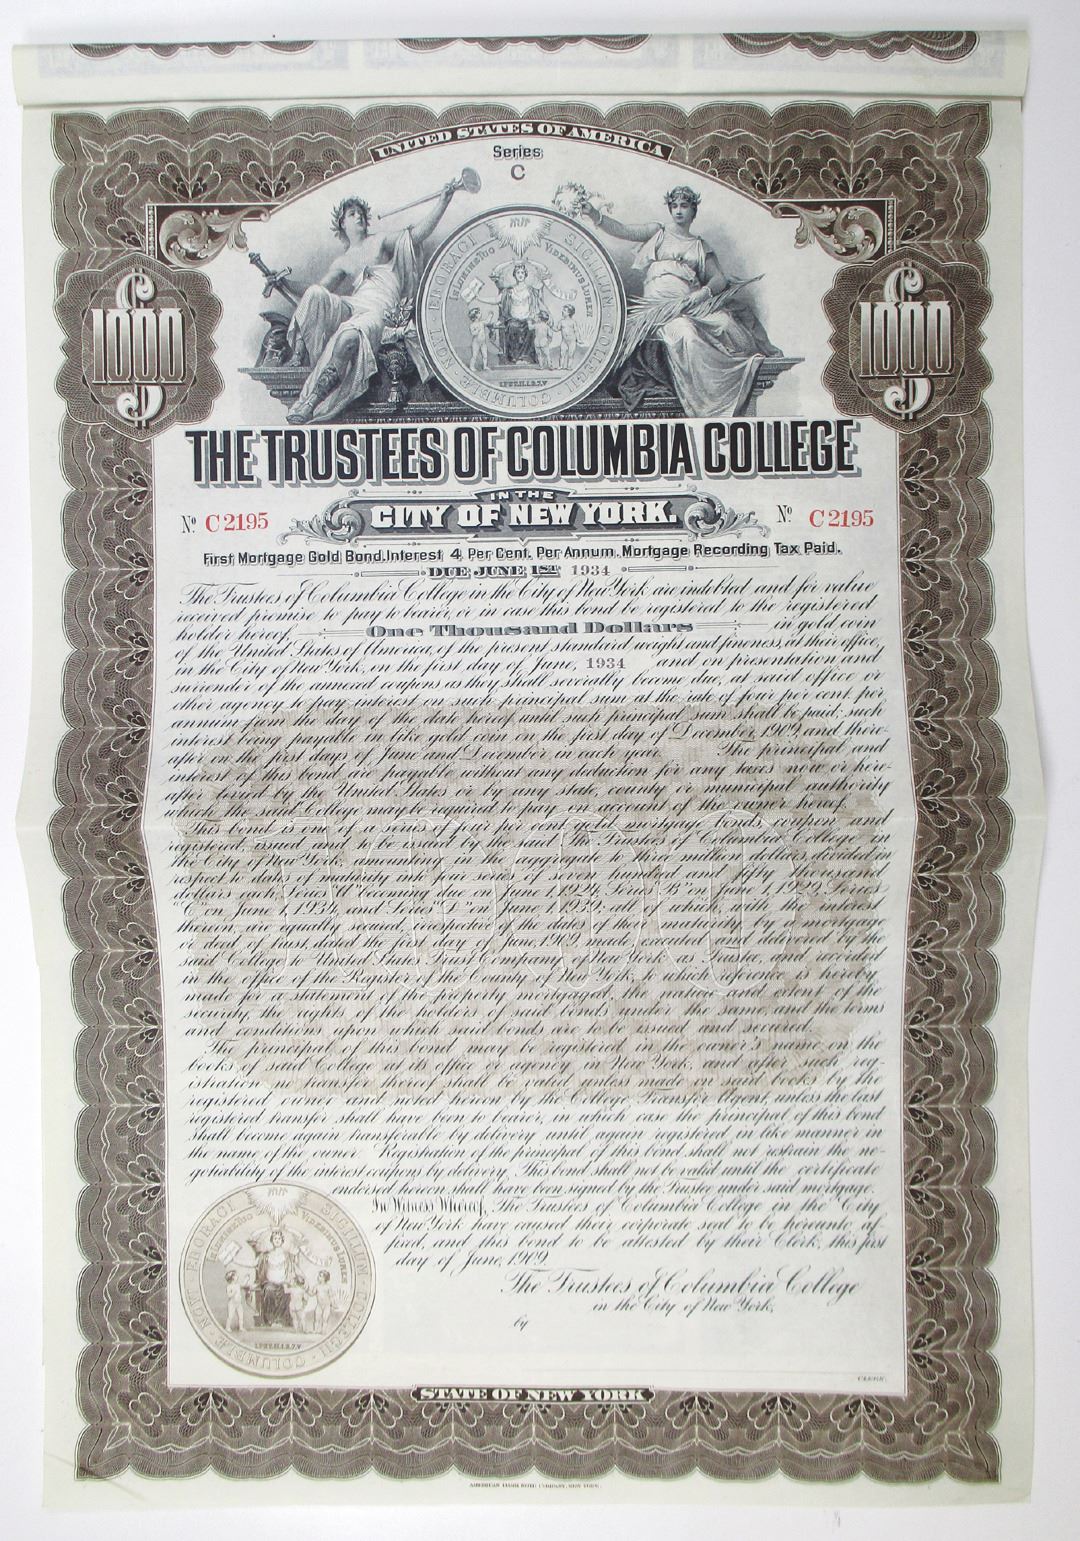 UNITED STATES OF AMERICA
Series
C
SIGILLUM COLLEGII COLUMBIÆ NOVI EBORACI
IN LUMINE TUO VIDEBIMUS LUMEN
I.PET.II.1.2.V
$1000
$1000
THE TRUSTEES OF COLUMBIA COLLEGE
IN THE
CITY OF NEW YORK.
No C2195
No C2195
First Mortgage Gold Bond, Interest 4 Per Cent. Per Annum. Mortgage Recording Tax Paid.
DUE JUNE 1ST 1934
The Trustees of Columbia College in the City of New York are indebted and for value
received promise to pay to bearer, or in case this bond be registered to the registered
holder hereof, One Thousand Dollars in gold coin
of the United States of America, of the present standard weight and fineness, at their office,
in the City of New York, on the first day of June, 1934 and on presentation and
surrender of the annexed coupons as they shall severally become due, at said office or
other agency to pay interest on such principal sum at the rate of four per cent. per
annum from the day of the date hereof until such principal sum shall be paid; such
interest being payable in like gold coin on the first day of December, 1909, and there-
after on the first days of June and December in each year. The principal and
interest of this bond are payable without any deduction for any taxes now or here-
after levied by the United States or by any state, county or municipal authority
which the said College may be required to pay on account of the owner hereof.
This bond is one of a series of four per cent gold mortgage bonds coupon and
registered issued and to be issued by the said The Trustees of Columbia College in
the City of New York, amounting in the aggregate to three million dollars, divided in
respect to date of maturity into four series of seven hundred and fifty thousand
dollars each, Series "A" becoming due on June 1, 1924, Series "B" on June 1, 1929, Series
"C" on June 1, 1934, and Series "D" on June 1, 1939; all of which, with the interest
thereon, are equally secured, irrespective of the dates of their maturity, by a mortgage
or deed of trust, dated the first day of June, 1909, made, executed and delivered by the
said College to United States Trust Company of New York, as Trustee, and recorded
in the office of the Register of the County of New York, to which reference is hereby
made for a statement of the property mortgaged, the nature and extent of the
security, the rights of the holders of said bonds under the same, and the terms
and conditions upon which said bonds are to be issued and secured.
The principal of this bond may be registered in the owner's name, on the
books of said College at its office or agency in New York, and after such reg-
istration no transfer thereof shall be valid unless made on said books by the
registered owner and noted hereon by the College Transfer Agent, unless the last
registered transfer shall have been to bearer, in which case the principal of this bond
shall become again transferable by delivery until again registered in like manner in
the name of the owner. Registration of the principal of this bond shall not restrain the ne-
gotiability of the interest coupons by delivery. This bond shall not be valid until the certificate
endorsed hereon shall have been signed by the Trustee under said mortgage.
In Witness Whereof, The Trustees of Columbia College in the City
of New York have caused their corporate seal to be hereunto af-
fixed, and this bond to be attested by their Clerk, this first
day of June, 1909.
The Trustees of Columbia College
in the City of New York,
by
CLERK.
SIGILLUM COLLEGII COLUMBIÆ NOVI EBORACI
IN LUMINE TUO VIDEBIMUS LUMEN
I.PET.II.1.2.V
STATE OF NEW YORK
AMERICAN BANK NOTE COMPANY, NEW YORK.